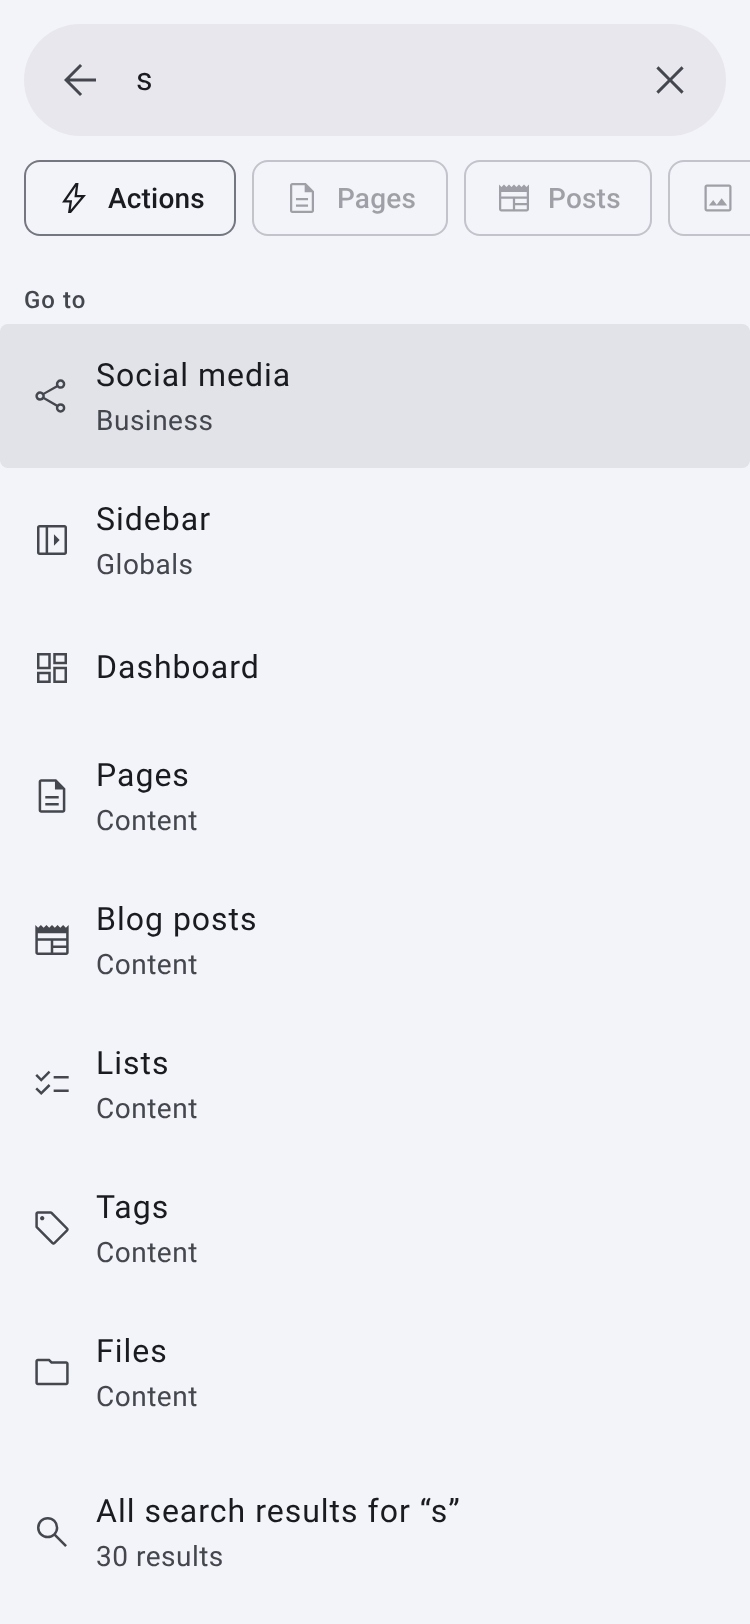 s
Actions
Pages
Posts
Go to
Social media
Business
Sidebar
Globals
Dashboard
Pages
Content
Blog posts
Content
Lists
Content
Tags
Content
Files
Content
All search results for “s”
30 results